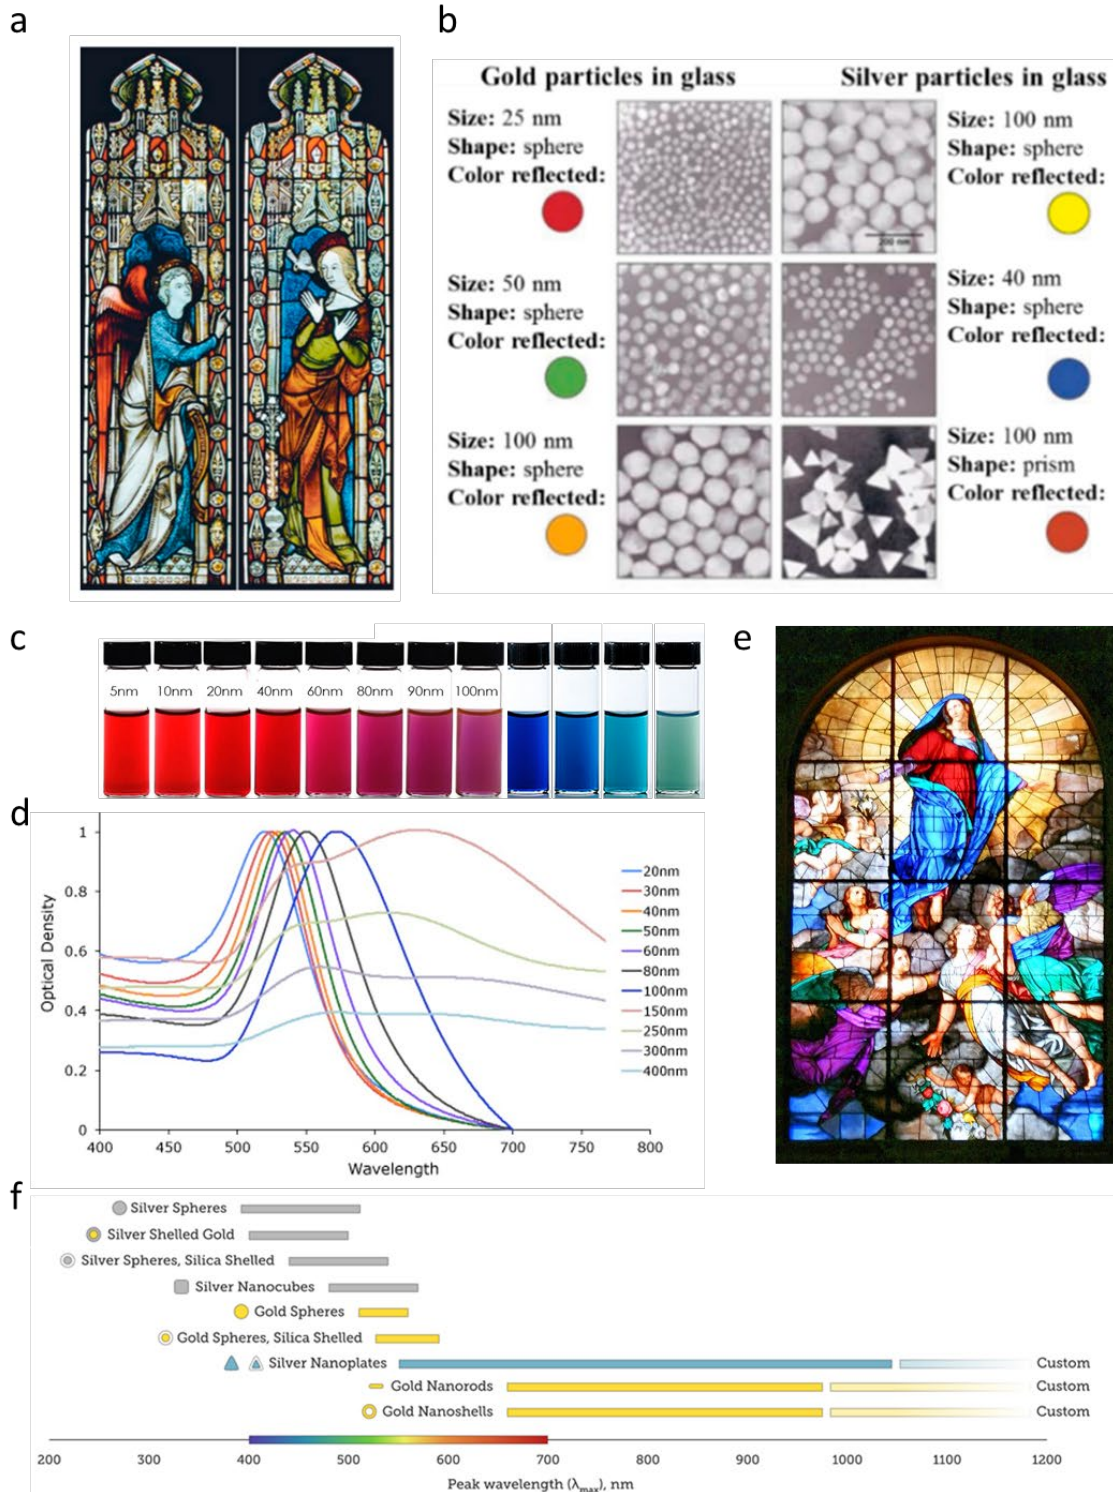 a
b
Gold particles in glass
Silver particles in glass
Size: 25 nm
Shape: sphere
Color reflected:
Size: 100 nm
Shape: sphere
Color reflected:
200 nm
Size: 50 nm
Shape: sphere
Color reflected:
Size: 40 nm
Shape: sphere
Color reflected:
Size: 100 nm
Shape: sphere
Color reflected:
Size: 100 nm
Shape: prism
Color reflected:
c
5nm 10nm 20nm 40nm 60nm 80nm 90nm 100nm
e
d
Optical Density
1
0.8
0.6
0.4
0.2
0
400 450 500 550 600 650 700 750 800
Wavelength
20nm
30nm
40nm
50nm
60nm
80nm
100nm
150nm
250nm
300nm
400nm
f
Silver Spheres
Silver Shelled Gold
Silver Spheres, Silica Shelled
Silver Nanocubes
Gold Spheres
Gold Spheres, Silica Shelled
Silver Nanoplates Custom
Gold Nanorods Custom
Gold Nanoshells Custom
200 300 400 500 600 700 800 900 1000 1100 1200
Peak wavelength (λmax), nm